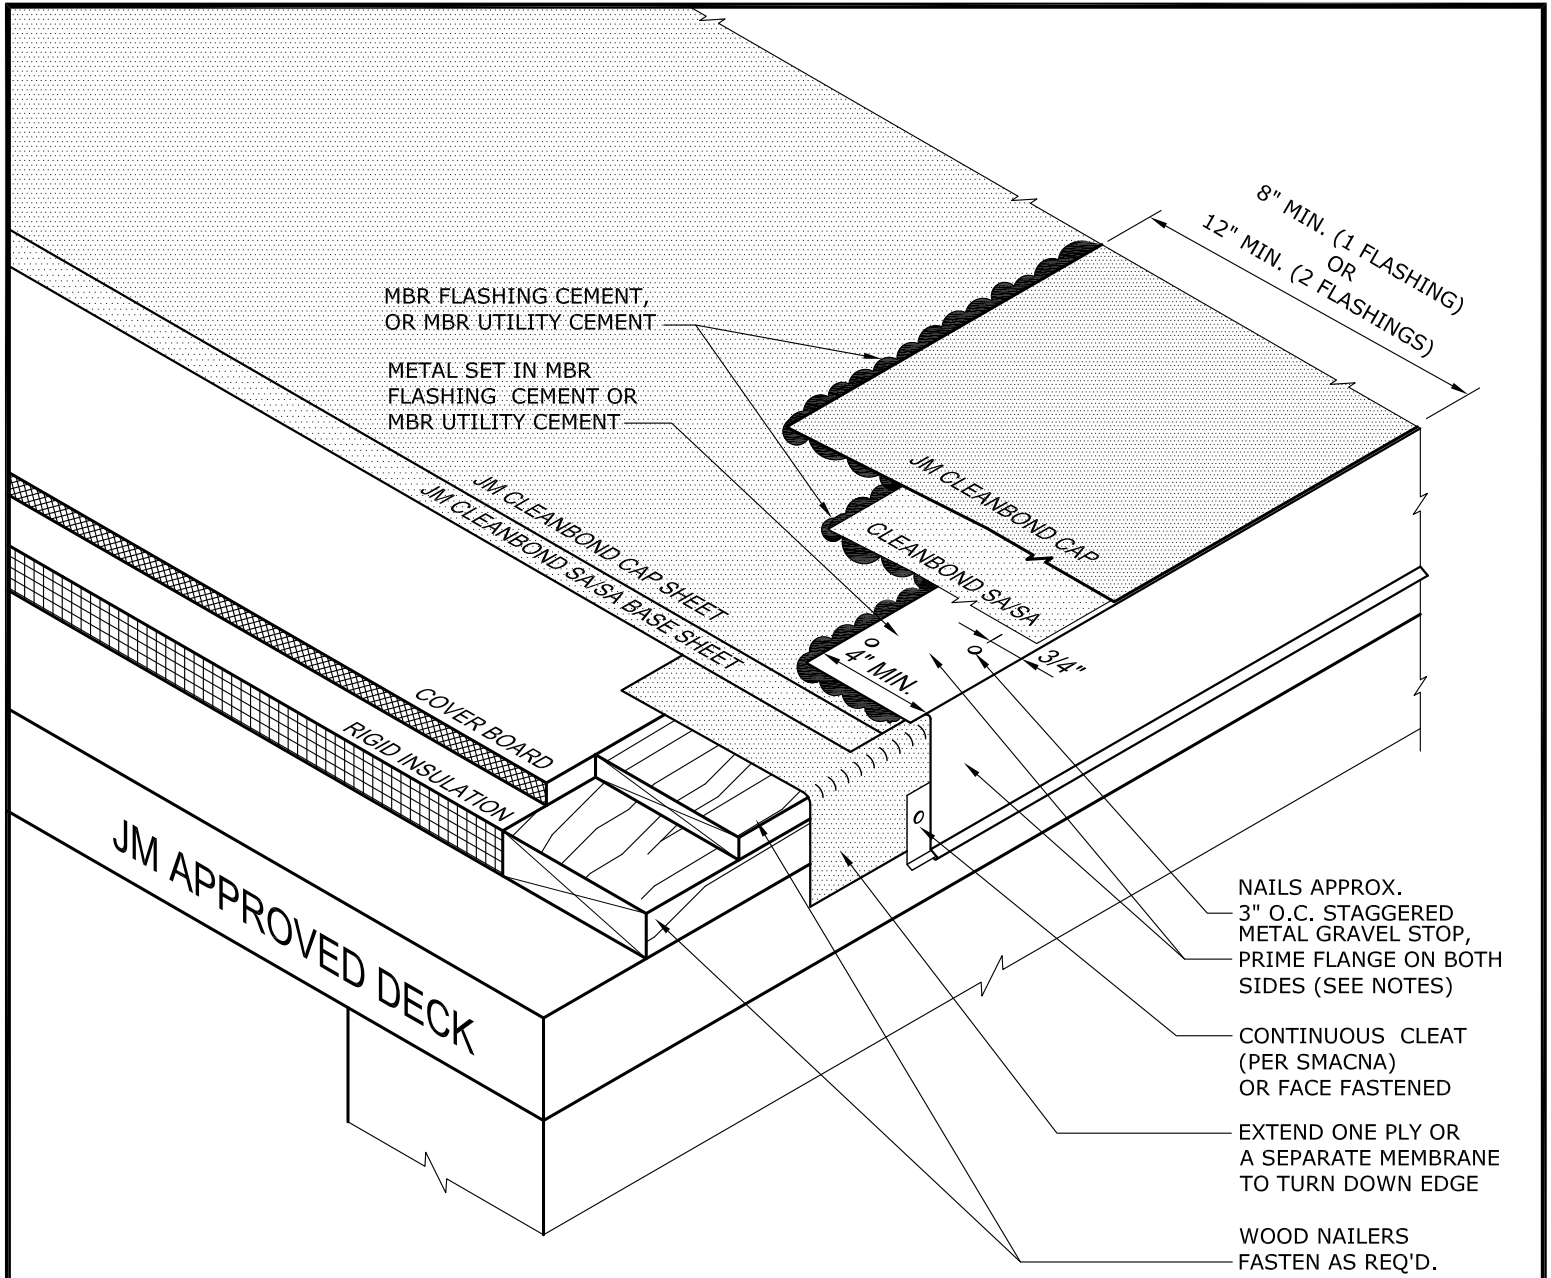 8" MIN. (1 FLASHING)
OR
12" MIN. (2 FLASHINGS)
MBR FLASHING CEMENT,
OR MBR UTILITY CEMENT
METAL SET IN MBR
FLASHING CEMENT OR
MBR UTILITY CEMENT
JM CLEANBOND CAP
CLEANBOND SA/SA
JM CLEANBOND CAP SHEET
JM CLEANBOND SA/SA BASE SHEET
3/4"
4" MIN.
COVER BOARD
RIGID INSULATION
JM APPROVED DECK
NAILS APPROX.
3" O.C. STAGGERED
METAL GRAVEL STOP,
PRIME FLANGE ON BOTH
SIDES (SEE NOTES)
CONTINUOUS CLEAT
(PER SMACNA)
OR FACE FASTENED
EXTEND ONE PLY OR
A SEPARATE MEMBRANE
TO TURN DOWN EDGE
WOOD NAILERS
FASTEN AS REQ'D.